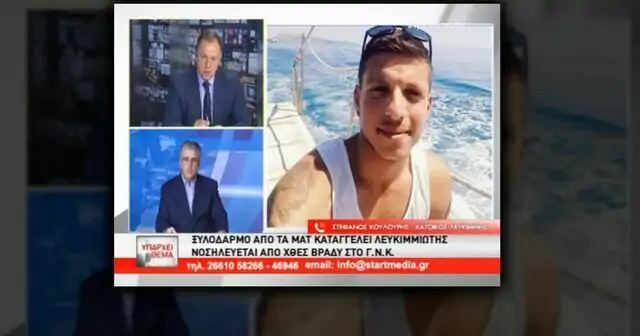 ΣΤΕΦΑΝΟΣ ΚΟΥΛΟΥΡΗΣ ΚΑΤΟΙΚΟΣ ΛΕΥΚΙΜΜΗΣ
ΥΠΑΡΧΕΙ
ΘΕΜΑ
ΞΥΛΟΔΑΡΜΟ ΑΠΟ ΤΑ ΜΑΤ ΚΑΤΑΓΓΕΛΕΙ ΛΕΥΚΙΜΜΙΩΤΗΣ
ΝΟΣΗΛΕΥΕΤΑΙ ΑΠΟ ΧΘΕΣ ΒΡΑΔΥ ΣΤΟ Γ.Ν.Κ.
τηλ. 26610 58266 - 46946 email: info@startmedia.gr